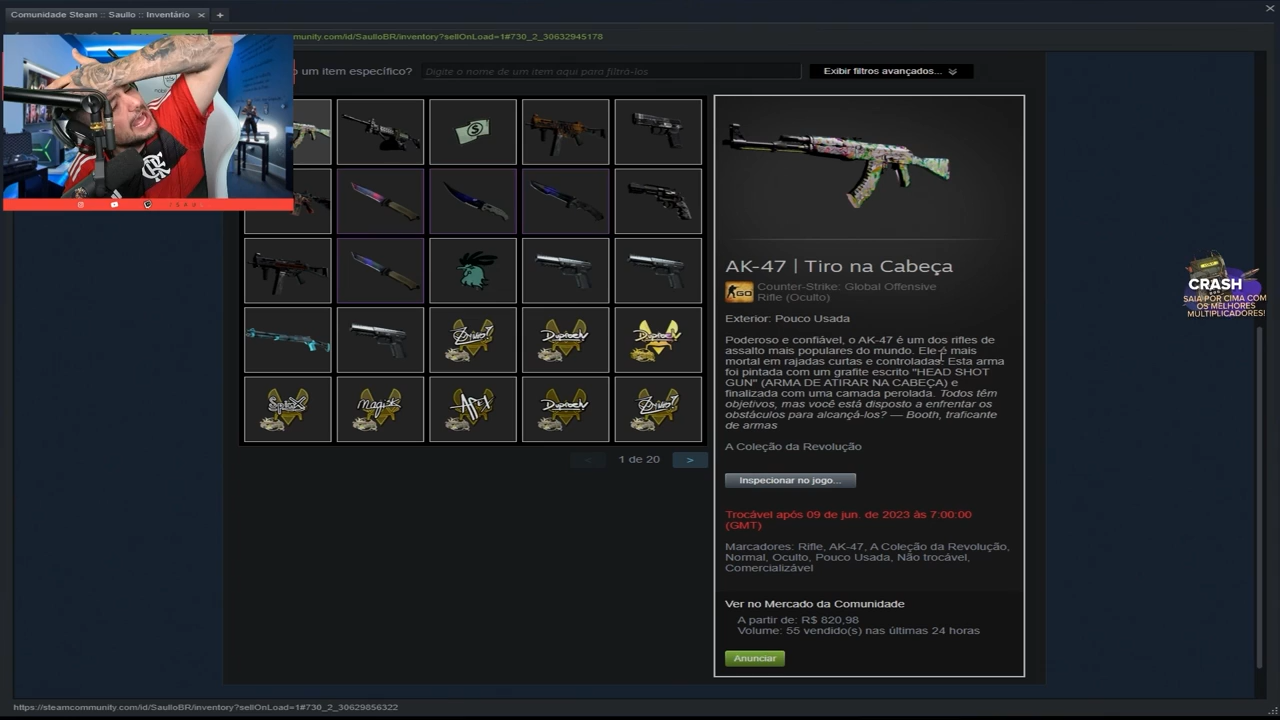 Comunidade Steam :: Saullo :: Inventário
community.com/id/SaulloBR/inventory?sellOnLoad=1#730_2_30632945178
um item específico?
Digite o nome de um item aqui para filtrá-los
Exibir filtros avançados...
AK-47 | Tiro na Cabeça
Counter-Strike: Global Offensive
Rifle (Oculto)
Exterior: Pouco Usada
Poderoso e confiável, o AK-47 é um dos rifles de
assalto mais populares do mundo. Ele é mais
mortal em rajadas curtas e controladas. Esta arma
foi pintada com um grafite escrito "HEAD SHOT
GUN" (ARMA DE ATIRAR NA CABEÇA) e
finalizada com uma camada perolada. Todos têm
objetivos, mas você está disposto a enfrentar os
obstáculos para alcançá-los? — Booth, traficante
de armas
A Coleção da Revolução
Inspecionar no jogo...
Trocável após 09 de jun. de 2023 às 7:00:00
(GMT)
Marcadores: Rifle, AK-47, A Coleção da Revolução,
Normal, Oculto, Pouco Usada, Não trocável,
Comercializável
Ver no Mercado da Comunidade
A partir de: R$ 820,98
Volume: 55 vendido(s) nas últimas 24 horas
Anunciar
< 1 de 20 >
CRASH
SAIA POR CIMA COM
OS MELHORES
MULTIPLICADORES!
https://steamcommunity.com/id/SaulloBR/inventory?sellOnLoad=1#730_2_30629856322